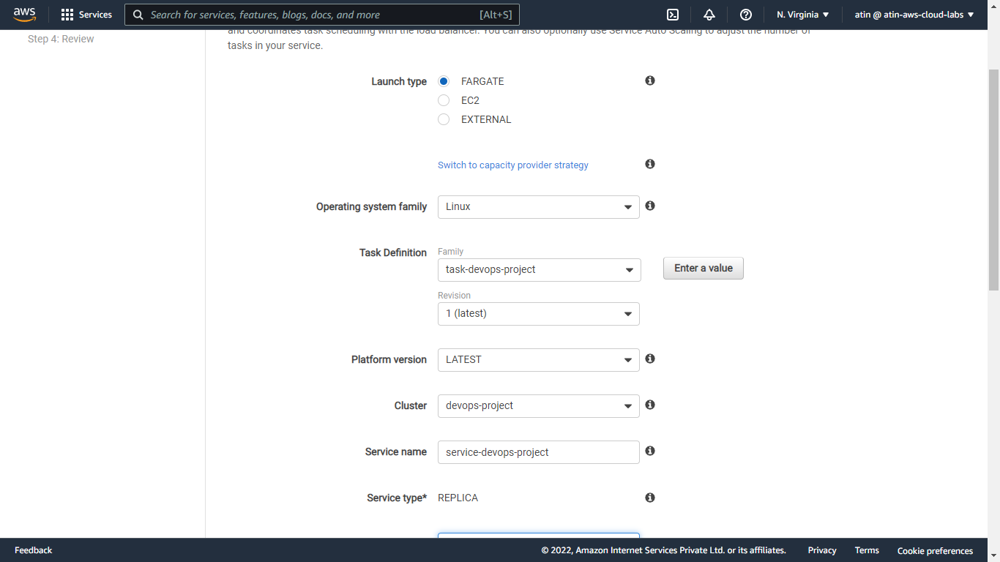 aws
Services
Search for services, features, blogs, docs, and more
[Alt+S]
N. Virginia
atin @ atin-aws-cloud-labs
Step 4: Review
and coordinates task scheduling with the load balancer. You can also optionally use Service Auto Scaling to adjust the number of
tasks in your service.
Launch type
FARGATE
EC2
EXTERNAL
Switch to capacity provider strategy
Operating system family
Linux
Task Definition
Family
task-devops-project
Enter a value
Revision
1 (latest)
Platform version
LATEST
Cluster
devops-project
Service name
service-devops-project
Service type*
REPLICA
Feedback
© 2022, Amazon Internet Services Private Ltd. or its affiliates.
Privacy
Terms
Cookie preferences